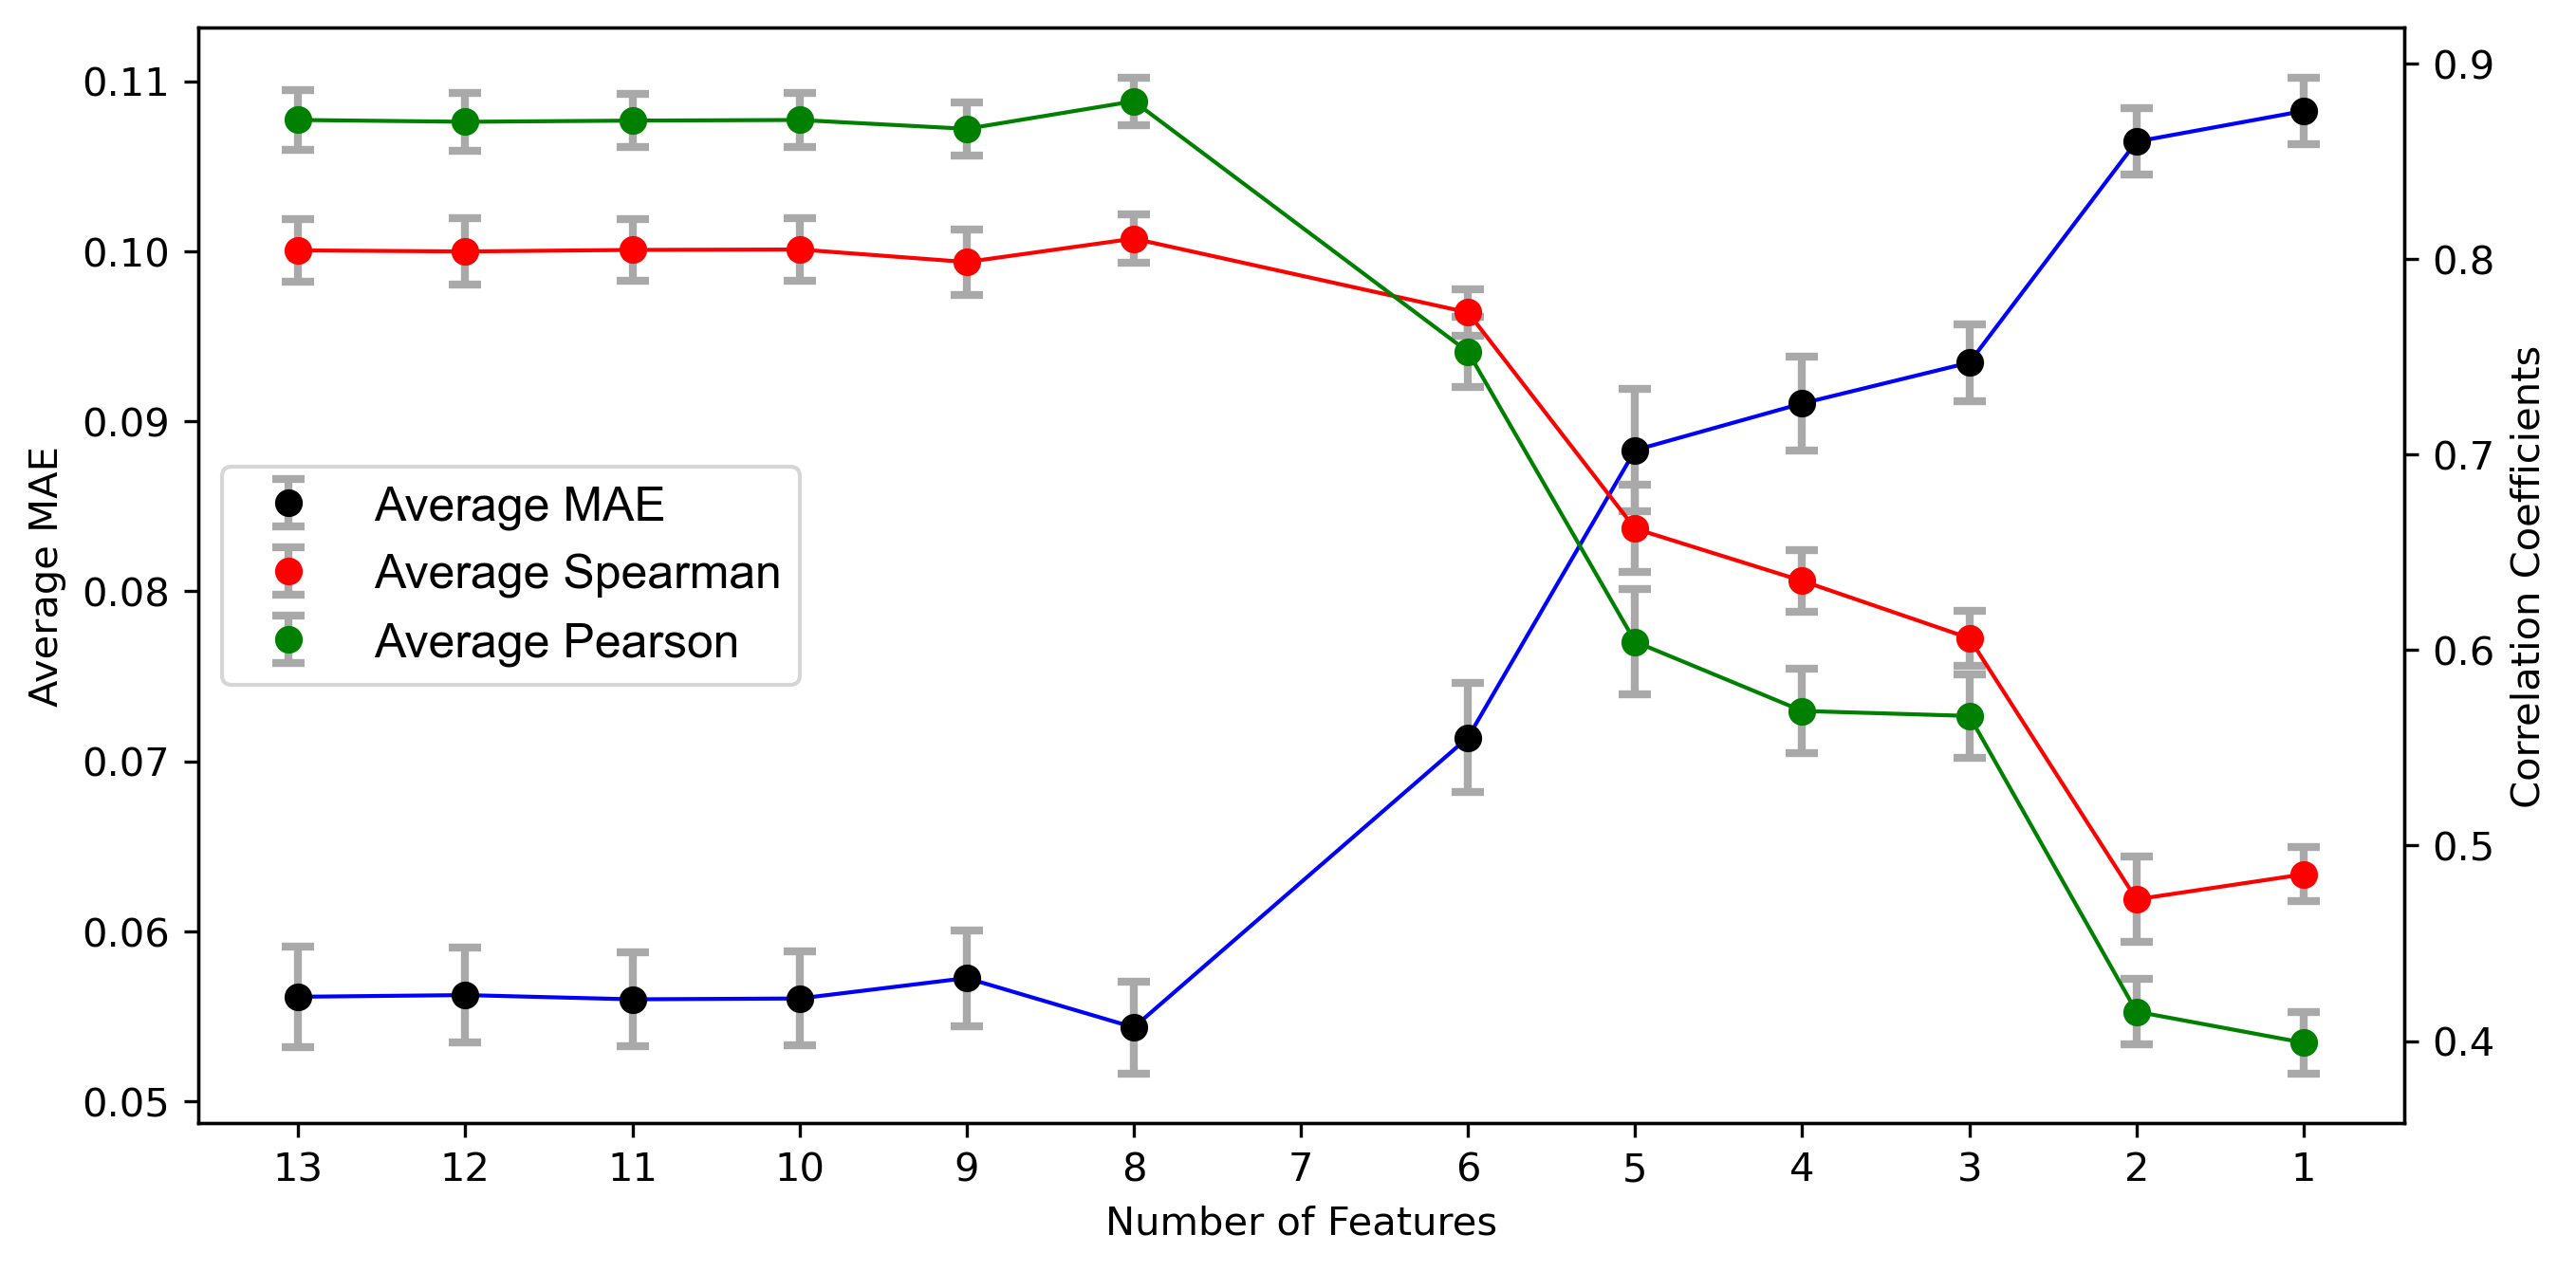 0.11
0.10
0.09
0.08
0.07
0.06
0.05
Average MAE
Average MAE
Average Spearman
Average Pearson
0.9
0.8
0.7
0.6
0.5
0.4
Correlation Coefficients
13 12 11 10 9 8 7 6 5 4 3 2 1
Number of Features